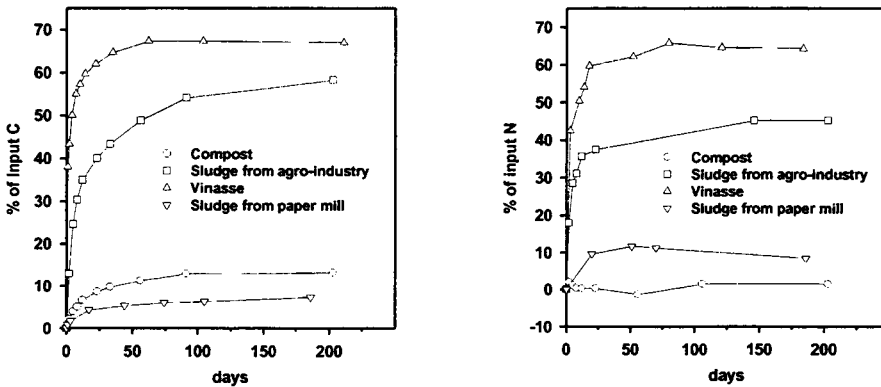 % of Input C
80
70
60
50
40
30
20
10
0
0 50 100 150 200
days
Compost
Sludge from agro-industry
Vinasse
Sludge from paper mill
% of Input N
80
70
60
50
40
30
20
10
0
-10
0 50 100 150 200
days
Compost
Sludge from agro-industry
Vinasse
Sludge from paper mill